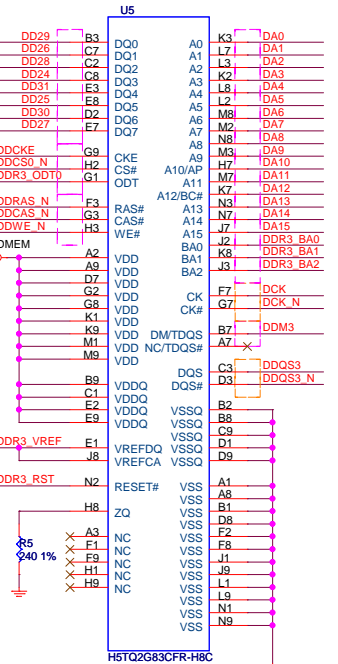 U5
DD29 B3 DQ0 A0 K3 DA0
DD26 C7 DQ1 A1 L7 DA1
DD28 C2 DQ2 A2 L3 DA2
DD24 C8 DQ3 A3 K2 DA3
DD31 E3 DQ4 A4 L8 DA4
DD25 E8 DQ5 A5 L2 DA5
DD30 D2 DQ6 A6 M8 DA6
DD27 E7 DQ7 A7 M2 DA7
A8 N8 DA8
DDCKE G9 CKE A9 M3 DA9
DDCS0_N H2 CS# A10/AP H7 DA10
DDR3_ODT0 G1 ODT A11 M7 DA11
A12/BC# K7 DA12
DDRAS_N F3 RAS# A13 N3 DA13
DDCAS_N G3 CAS# A14 N7 DA14
DDWE_N H3 WE# A15 J7 DA15
DMEM BA0 J2 DDR3_BA0
A2 VDD BA1 K8 DDR3_BA1
A9 VDD BA2 J3 DDR3_BA2
D7 VDD
G2 VDD CK F7 DCK
G8 VDD CK# G7 DCK_N
K1 VDD
K9 VDD DM/TDQS B7 DDM3
M1 VDD NC/TDQS# A7
M9 VDD
DQS C3 DDQS3
B9 VDDQ DQS# D3 DDQS3_N
C1 VDDQ
E2 VDDQ VSSQ B2
E9 VDDQ VSSQ B8
VSSQ C9
DDR3_VREF E1 VREFDQ VSSQ D1
J8 VREFCA VSSQ D9
DDR3_RST N2 RESET# VSS A1
VSS A8
H8 ZQ VSS B1
VSS D8
A3 NC VSS F2
R5 F1 NC VSS F8
240 1% F9 NC VSS J1
H1 NC VSS J9
H9 NC VSS L1
VSS L9
VSS N1
VSS N9
H5TQ2G83CFR-H8C